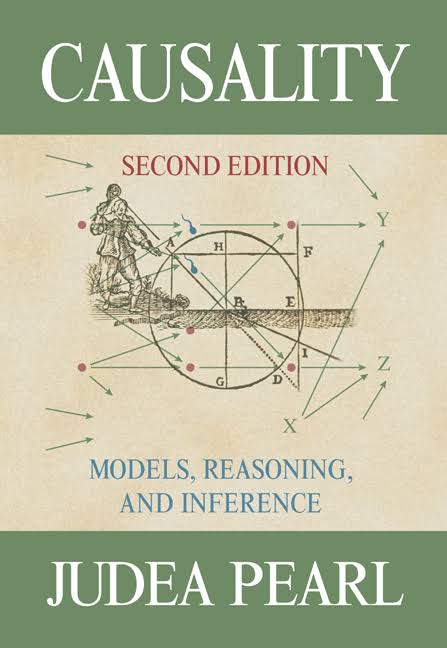 CAUSALITY
SECOND EDITION
Y
A
H
F
B
E
I
Z
G
D
X
MODELS, REASONING,
AND INFERENCE
JUDEA PEARL